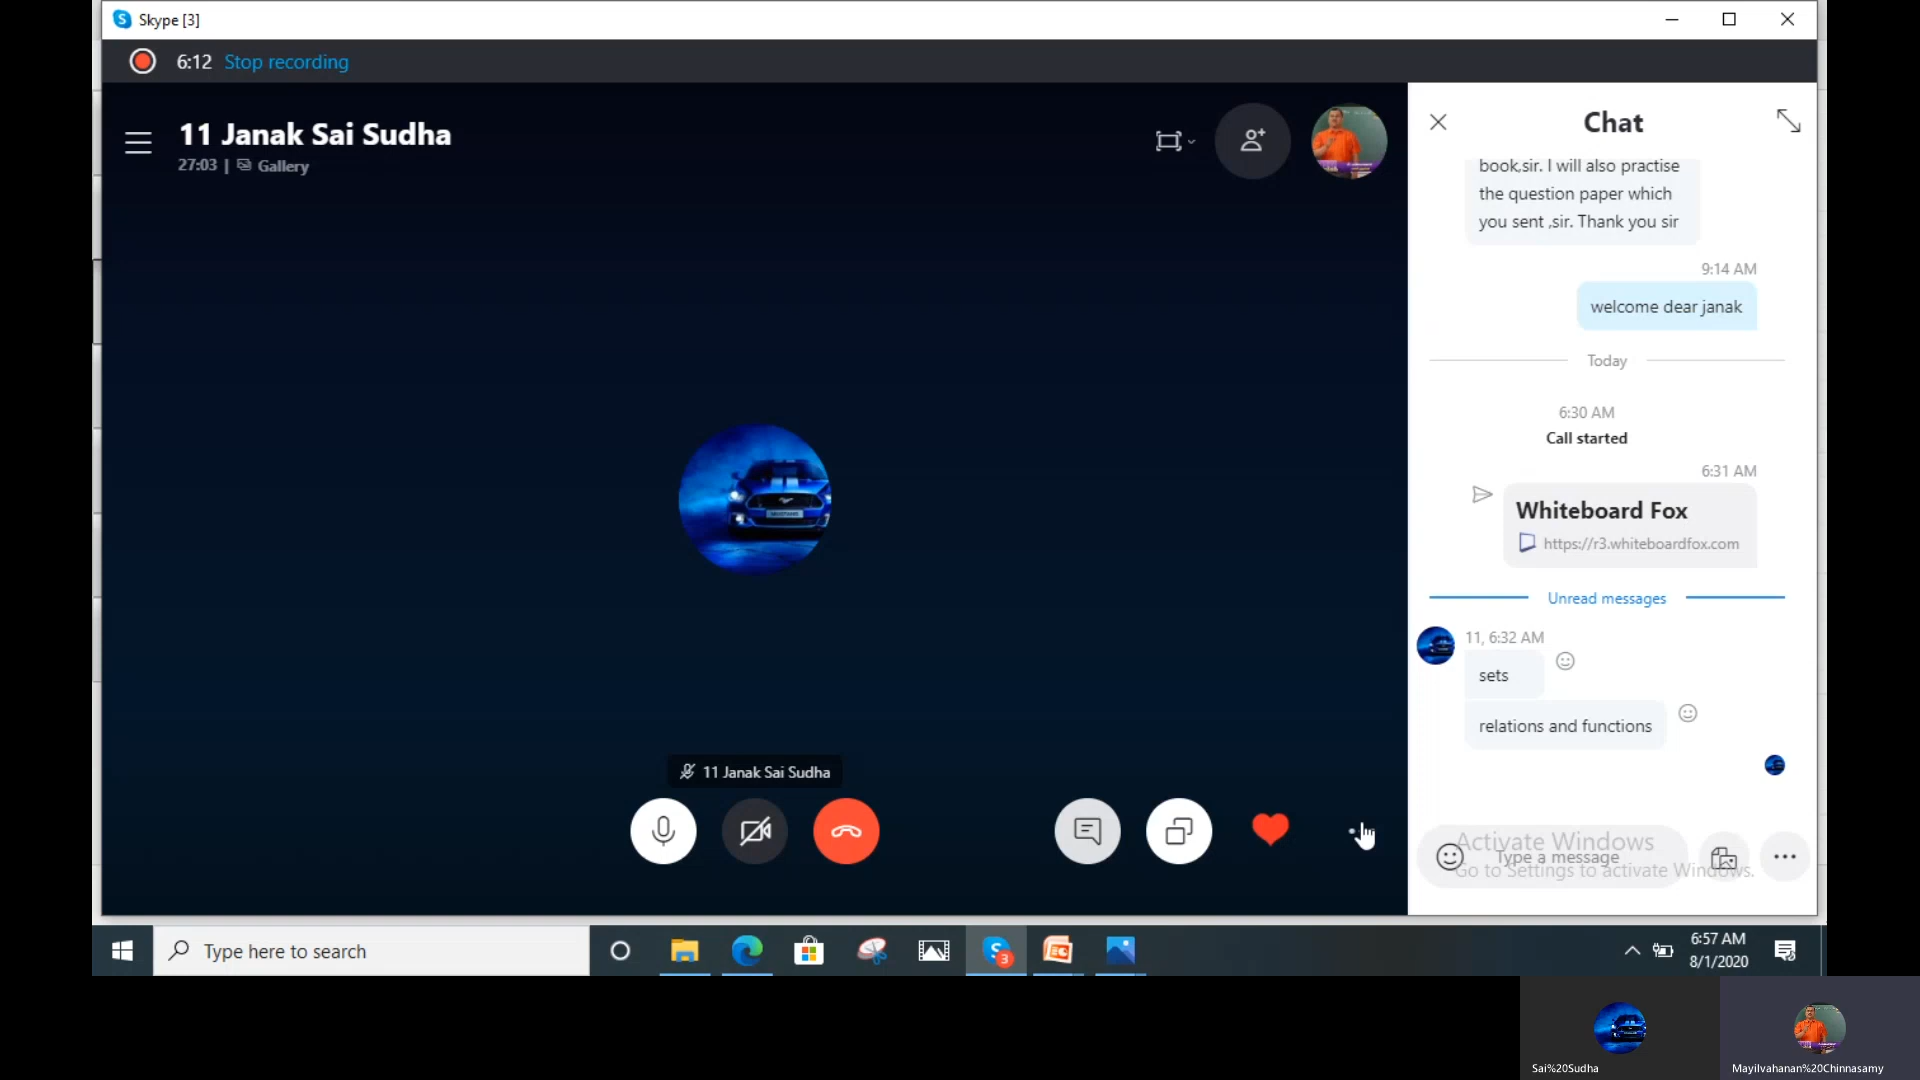 Skype [3]
6:12 Stop recording
11 Janak Sai Sudha
27:03 | Gallery
Chat
book,sir. I will also practise
the question paper which
you sent ,sir. Thank you sir
9:14 AM
welcome dear janak
Today
6:30 AM
Call started
6:31 AM
Whiteboard Fox
https://r3.whiteboardfox.com
Unread messages
11, 6:32 AM
sets
relations and functions
11 Janak Sai Sudha
Activate Windows
Type a message
Go to Settings to activate Windows.
Type here to search
3
6:57 AM
8/1/2020
Sai%20Sudha
Mayilvahanan%20Chinnasamy